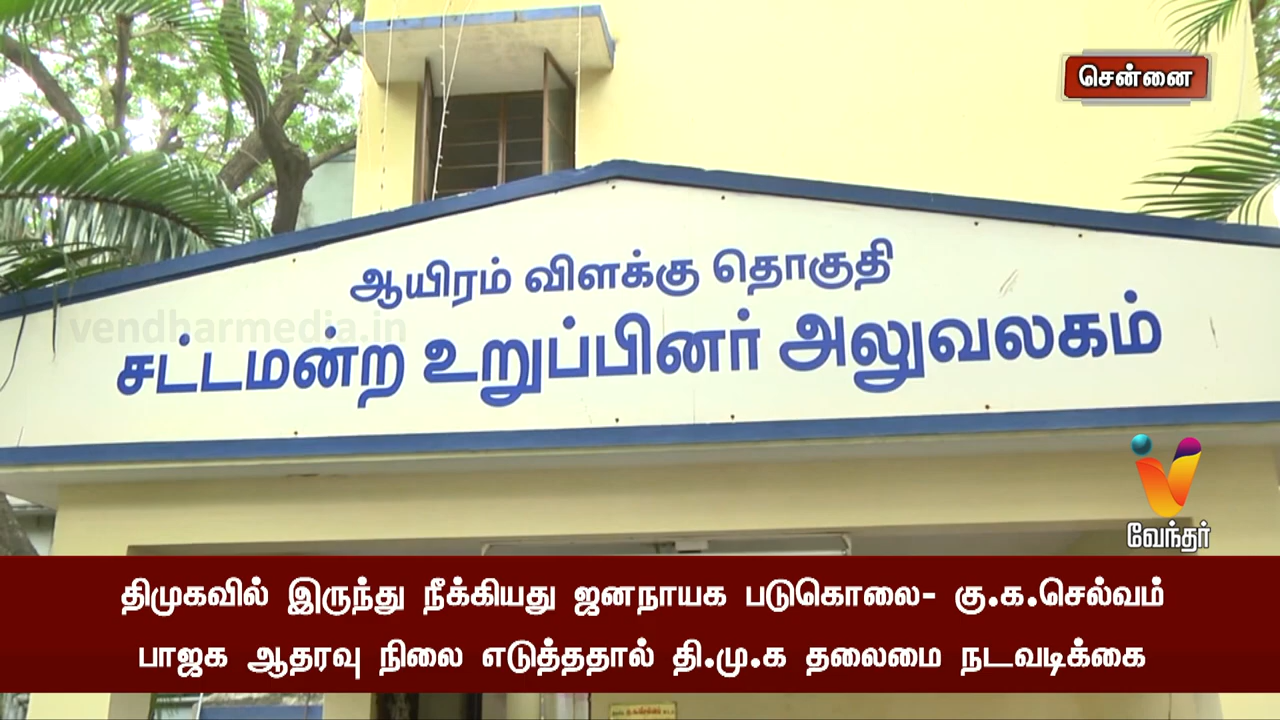 சென்னை
ஆயிரம் விளக்கு தொகுதி
vendharmedia.in
சட்டமன்ற உறுப்பினர் அலுவலகம்
வேந்தர்
திமுகவில் இருந்து நீக்கியது ஜனநாயக படுகொலை- கு.க.செல்வம்
பாஜக ஆதரவு நிலை எடுத்ததால் தி.மு.க தலைமை நடவடிக்கை